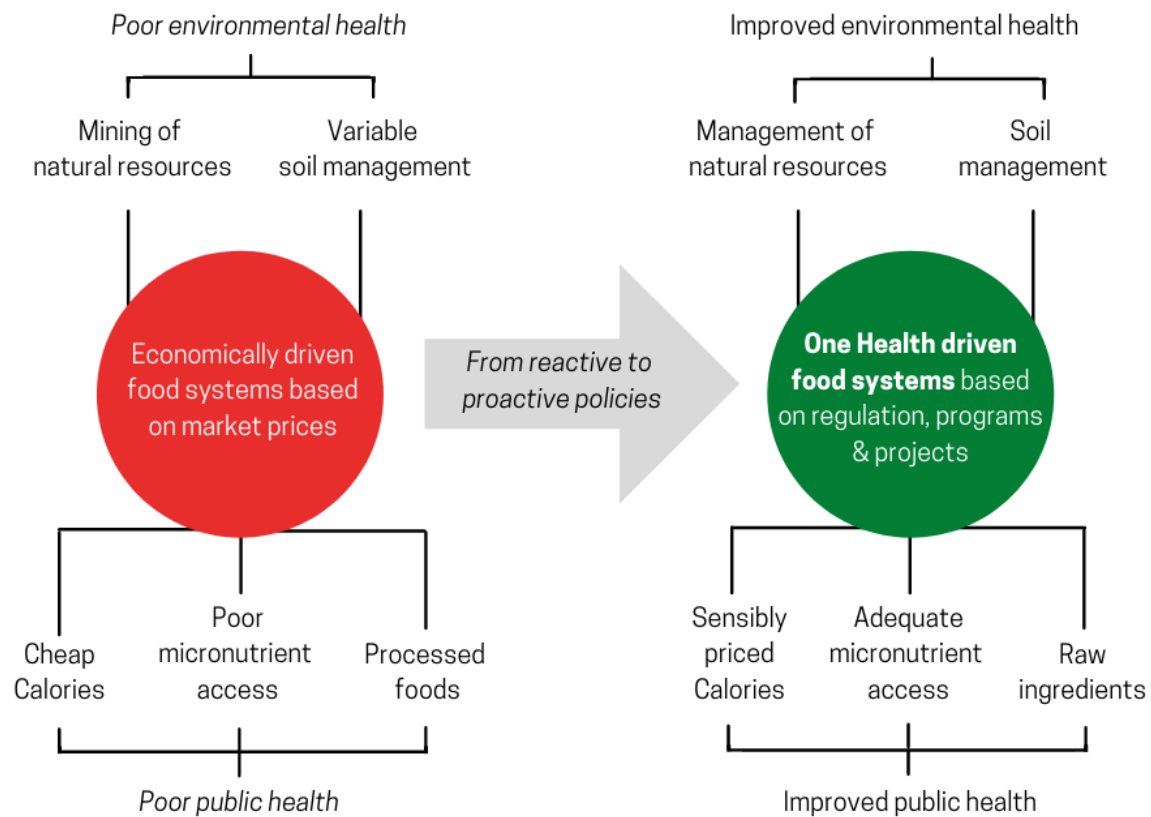 Poor environmental health
Mining of
natural resources
Variable
soil management
Economically driven
food systems based
on market prices
Cheap
Calories
Poor
micronutrient
access
Processed
foods
Poor public health
From reactive to
proactive policies
Improved environmental health
Management of
natural resources
Soil
management
One Health driven
food systems based
on regulation, programs
& projects
Sensibly
priced
Calories
Adequate
micronutrient
access
Raw
ingredients
Improved public health